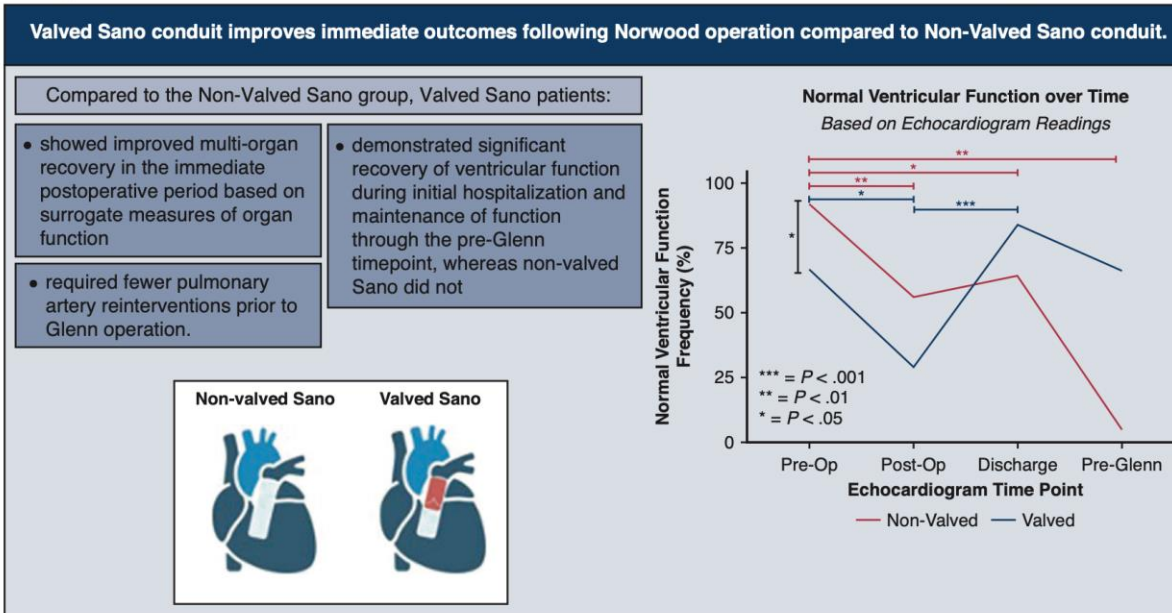 Valved Sano conduit improves immediate outcomes following Norwood operation compared to Non-Valved Sano conduit.
Compared to the Non-Valved Sano group, Valved Sano patients:
• showed improved multi-organ
recovery in the immediate
postoperative period based on
surrogate measures of organ
function
• required fewer pulmonary
artery reinterventions prior to
Glenn operation.
• demonstrated significant
recovery of ventricular function
during initial hospitalization and
maintenance of function
through the pre-Glenn
timepoint, whereas non-valved
Sano did not
Non-valved Sano
Valved Sano
Normal Ventricular Function over Time
Based on Echocardiogram Readings
Normal Ventricular Function
Frequency (%)
100
75
50
25
0
**
*
**
*
***
*
*** = P < .001
** = P < .01
* = P < .05
Pre-Op Post-Op Discharge Pre-Glenn
Echocardiogram Time Point
Non-Valved Valved